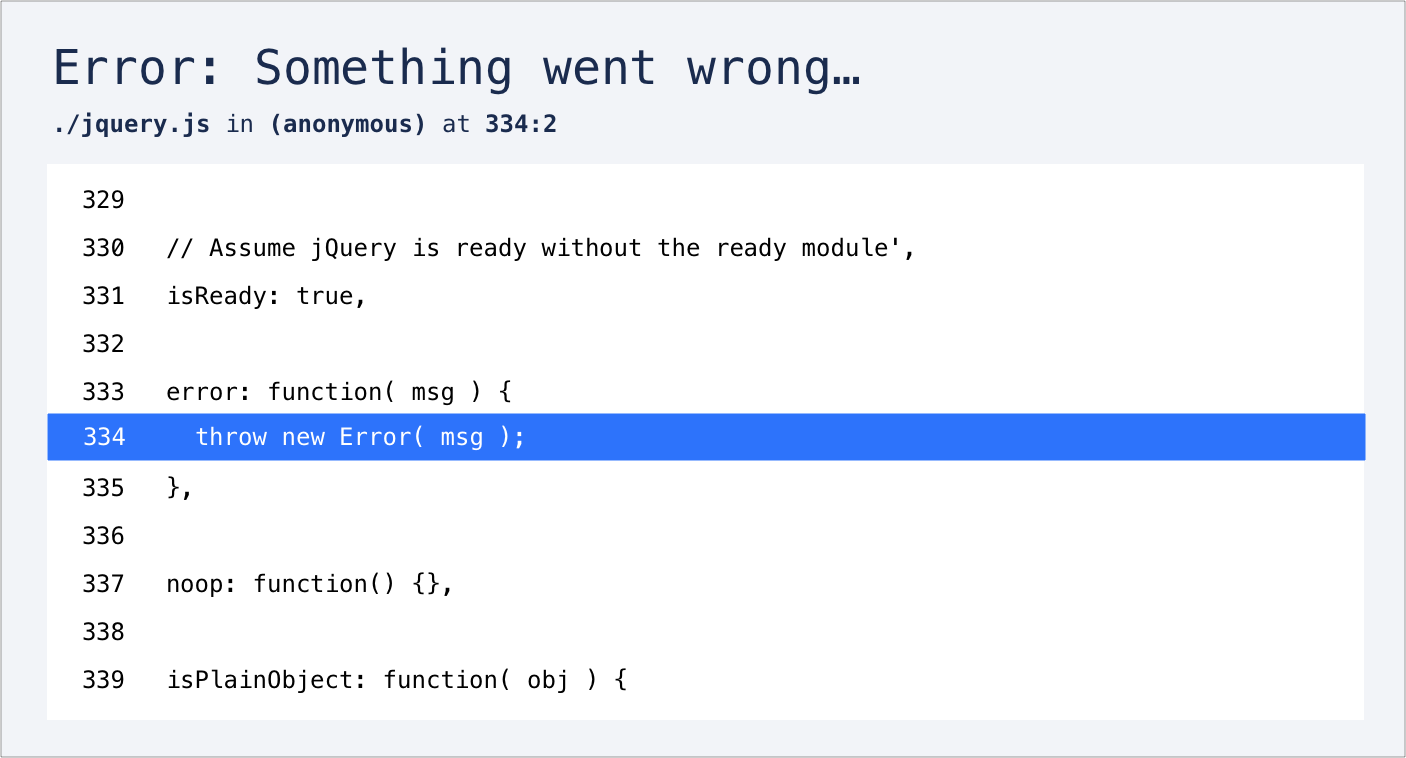 Error: Something went wrong…
./jquery.js in (anonymous) at 334:2
329
330 // Assume jQuery is ready without the ready module',
331 isReady: true,
332
333 error: function( msg ) {
334 throw new Error( msg );
335 },
336
337 noop: function() {},
338
339 isPlainObject: function( obj ) {